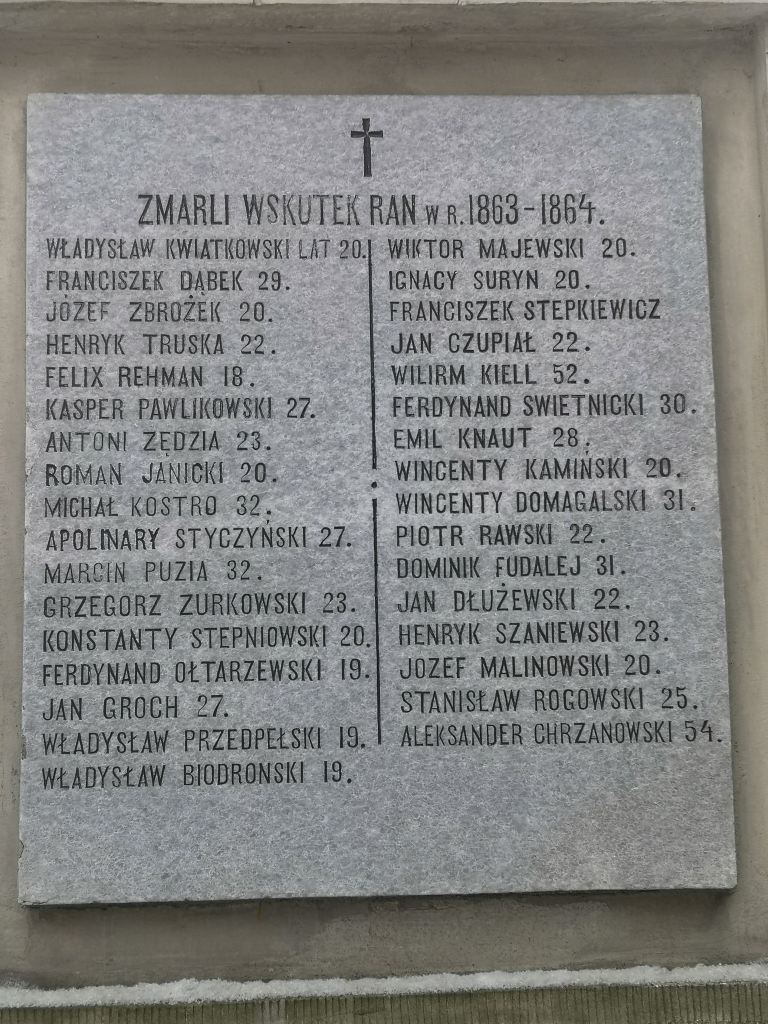 ZMARLI WSKUTEK RAN W R. 1863-1864.
WŁADYSŁAW KWIATKOWSKI LAT 20.
FRANCISZEK DĄBEK 29.
JÓZEF ZBROŻEK 20.
HENRYK TRUSKA 22.
FELIX REHMAN 18.
KASPER PAWLIKOWSKI 27.
ANTONI ZĘDZIA 23.
ROMAN JANICKI 20.
MICHAŁ KOSTRO 32.
APOLINARY STYCZYŃSKI 27.
MARCIN PUZIA 32.
GRZEGORZ ZURKOWSKI 23.
KONSTANTY STEPNIOWSKI 20.
FERDYNAND OŁTARZEWSKI 19.
JAN GROCH 27.
WŁADYSŁAW PRZEDPEŁSKI 19.
WŁADYSŁAW BIODRONSKI 19.
WIKTOR MAJEWSKI 20.
IGNACY SURYN 20.
FRANCISZEK STEPKIEWICZ
JAN CZUPIAŁ 22.
WILIRM KIELL 52.
FERDYNAND SWIETNICKI 30.
EMIL KNAUT 28.
WINCENTY KAMIŃSKI 20.
WINCENTY DOMAGALSKI 31.
PIOTR RAWSKI 22.
DOMINIK FUDALEJ 31.
JAN DŁUŻEWSKI 22.
HENRYK SZANIEWSKI 23.
JOZEF MALINOWSKI 20.
STANISŁAW ROGOWSKI 25.
ALEKSANDER CHRZANOWSKI 54.